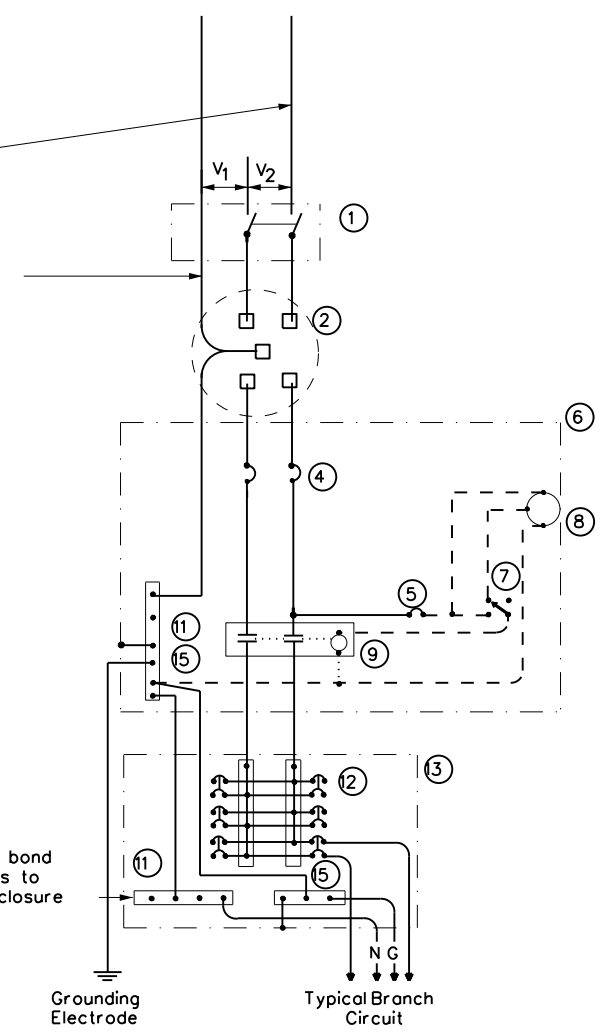 V1
V2
1
2
6
4
8
7
5
11
9
15
13
12
bond
s to
closure
11
15
N G
Grounding
Electrode
Typical Branch
Circuit